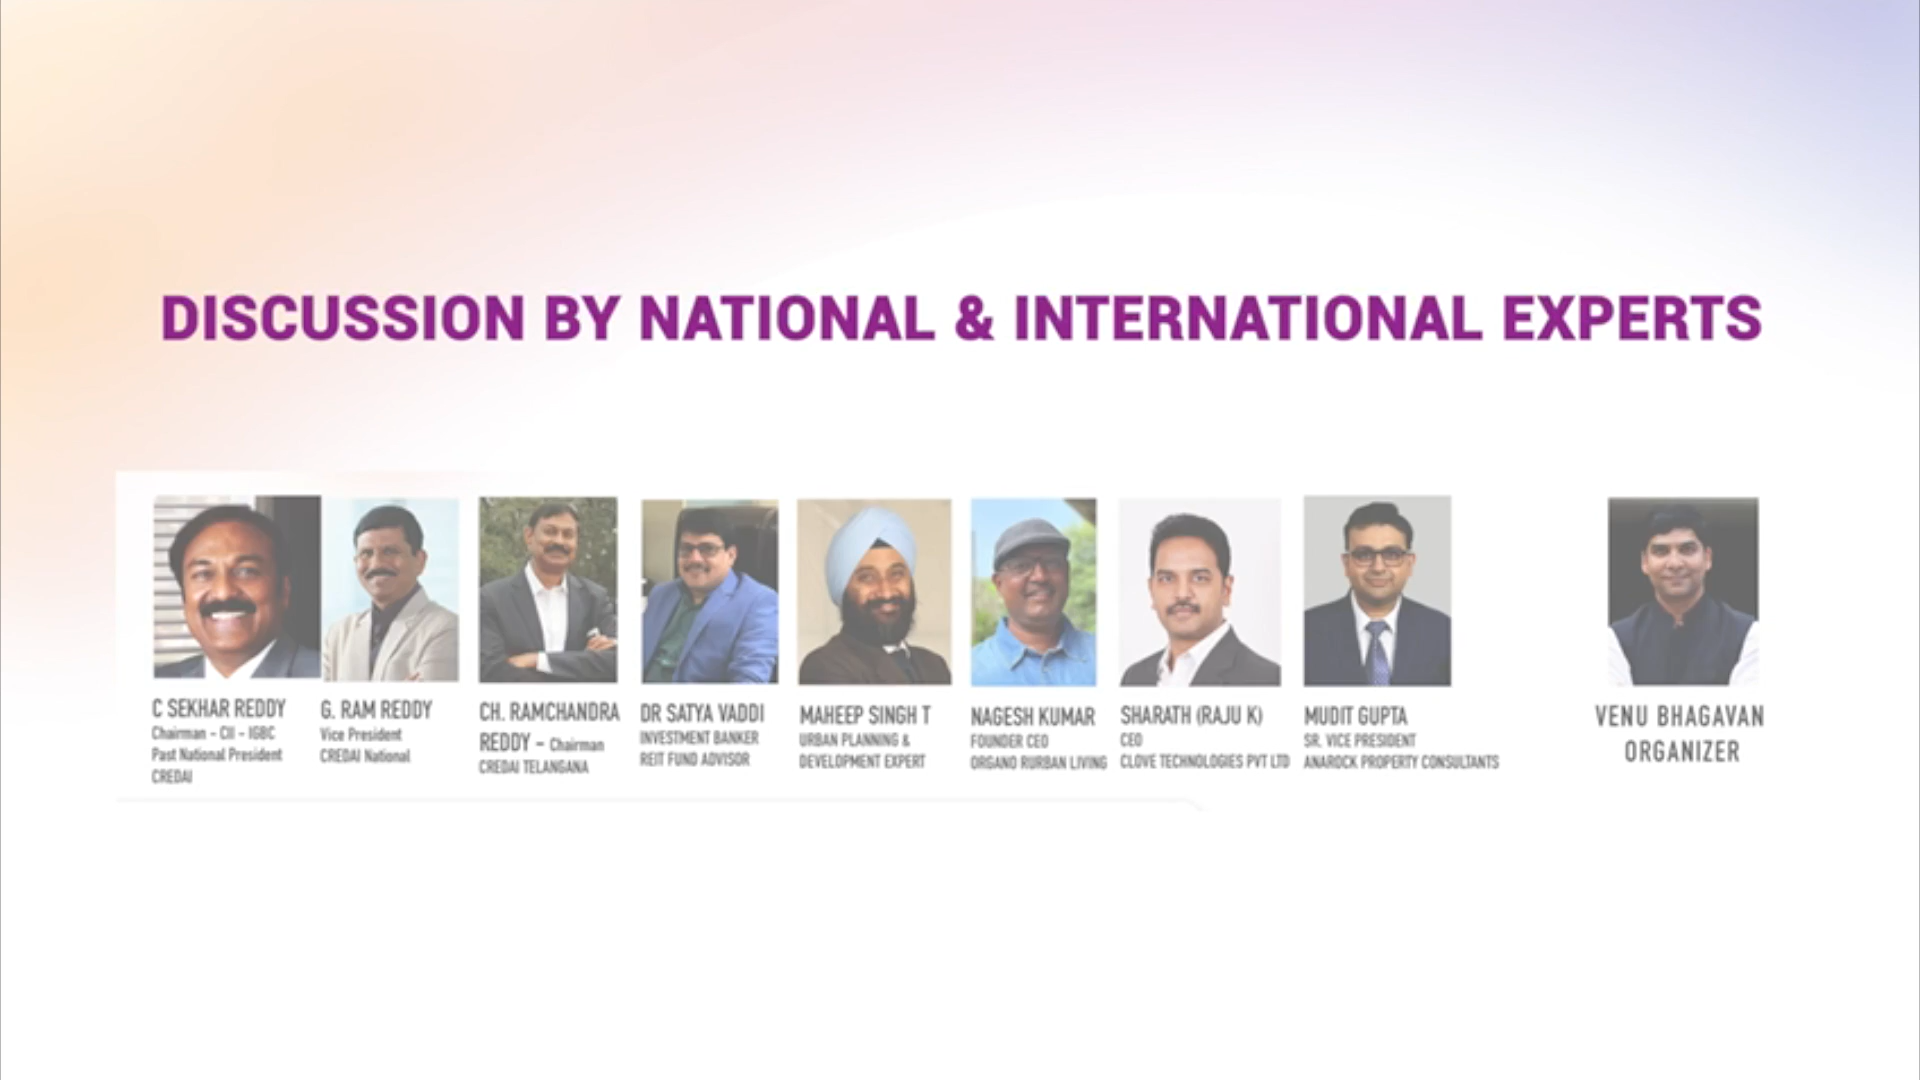 DISCUSSION BY NATIONAL & INTERNATIONAL EXPERTS
C SEKHAR REDDY
Chairman - CII - IGBC
Past National President
CREDAI
G. RAM REDDY
Vice President
CREDAI National
CH. RAMCHANDRA
REDDY - Chairman
CREDAI TELANGANA
DR SATYA VADDI
INVESTMENT BANKER
REIT FUND ADVISOR
MAHEEP SINGH T
URBAN PLANNING &
DEVELOPMENT EXPERT
NAGESH KUMAR
FOUNDER CEO
ORGANO RURBAN LIVING
SHARATH (RAJU K)
CEO
CLOVE TECHNOLOGIES PVT LTD
MUDIT GUPTA
SR. VICE PRESIDENT
ANAROCK PROPERTY CONSULTANTS
VENU BHAGAVAN
ORGANIZER